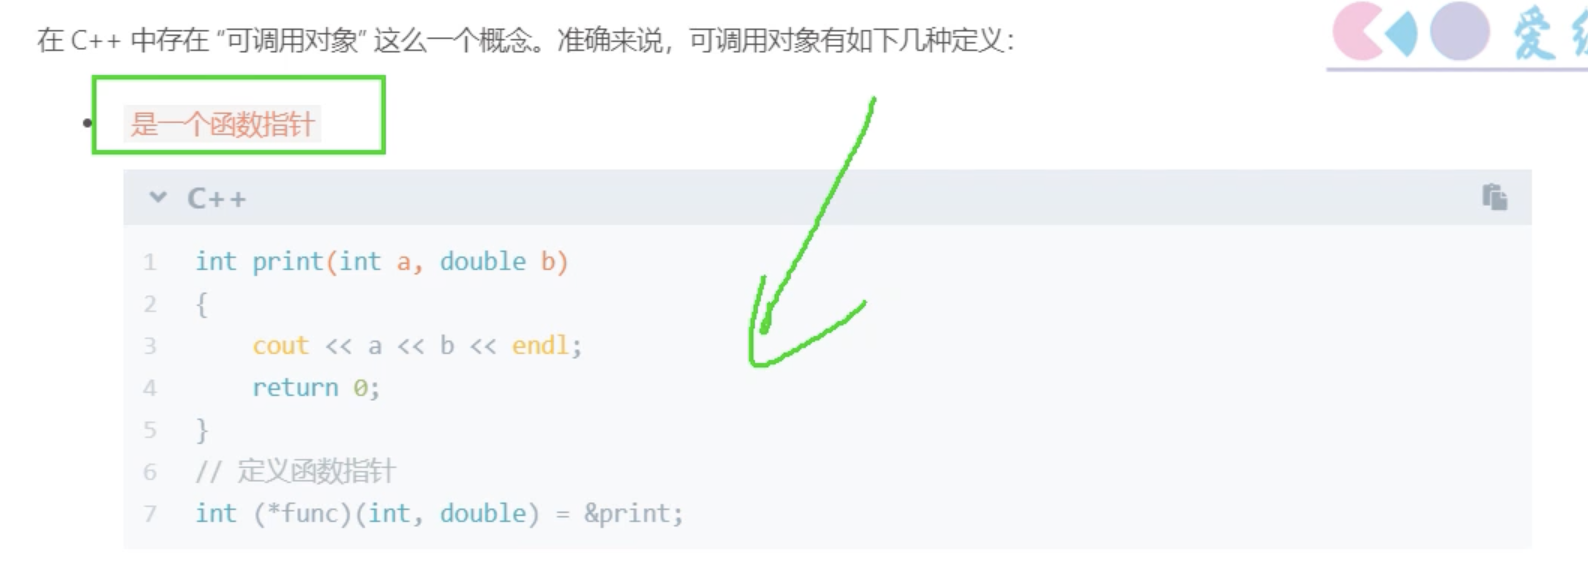 在 C++ 中存在 “可调用对象” 这么一个概念。准确来说，可调用对象有如下几种定义：
爱
是一个函数指针
C++
1 int print(int a, double b)
2 {
3 cout << a << b << endl;
4 return 0;
5 }
6 // 定义函数指针
7 int (*func)(int, double) = &print;